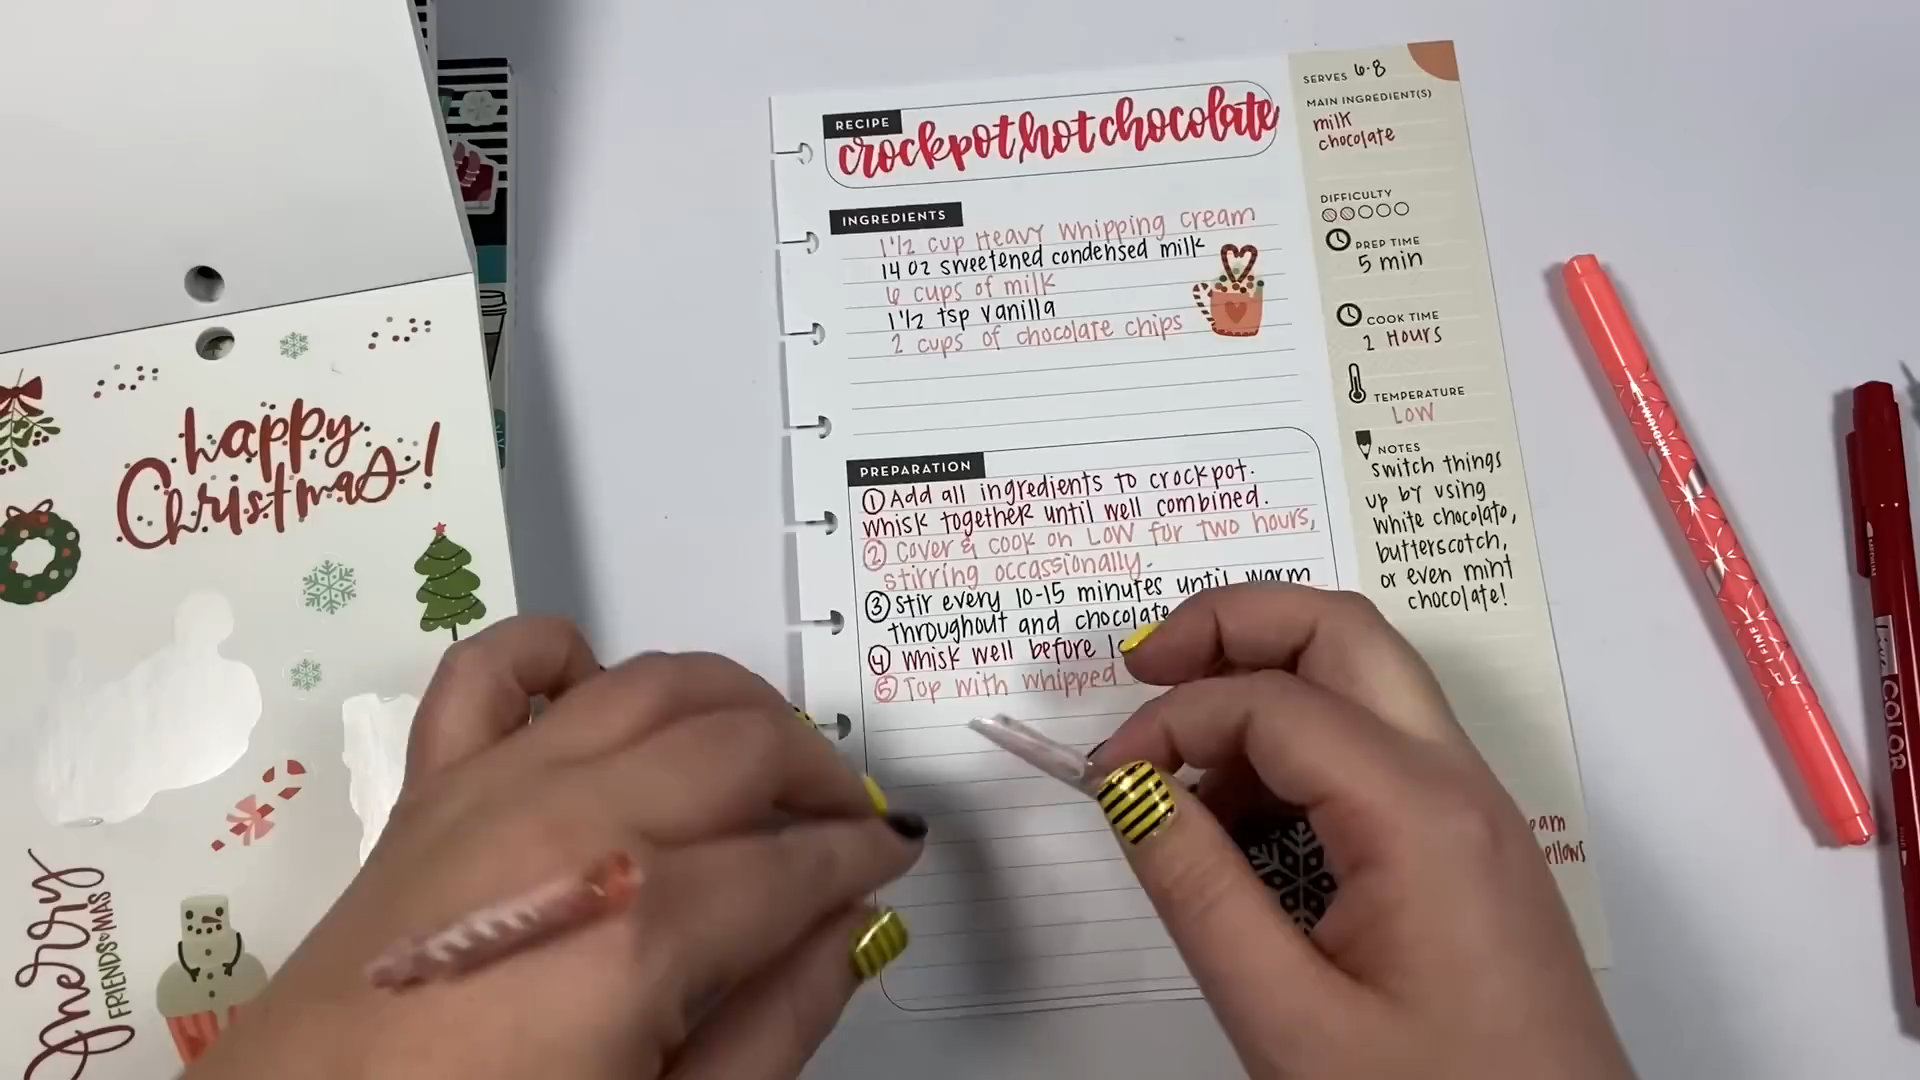 happy
Christmas!
Merry
FRIENDS MAS
RECIPE
crockpot hot chocolate
INGREDIENTS
1 1/2 cup Heavy whipping cream
14 oz sweetened condensed milk
6 cups of milk
1 1/2 tsp vanilla
2 cups of chocolate chips
PREPARATION
① Add all ingredients to crockpot.
whisk together until well combined.
② cover & cook on LOW for two hours,
stirring occassionally.
③ stir every 10-15 minutes until warm
throughout and chocolate
④ whisk well before
⑤ Top with whipped
SERVES 6-8
MAIN INGREDIENT(S)
milk
chocolate
DIFFICULTY
PREP TIME
5 min
COOK TIME
2 Hours
TEMPERATURE
LOW
NOTES
switch things
up by using
white chocolate,
butterscotch,
or even mint
chocolate!
COLOR